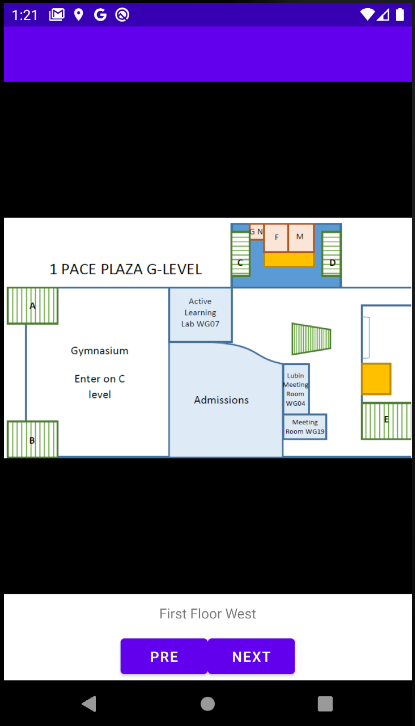 1:21
G N
F
M
C
D
1 PACE PLAZA G-LEVEL
A
Active
Learning
Lab WG07
Gymnasium
Enter on C
level
Lubin
Meeting
Room
WG04
Admissions
E
Meeting
Room WG19
B
First Floor West
PRE
NEXT